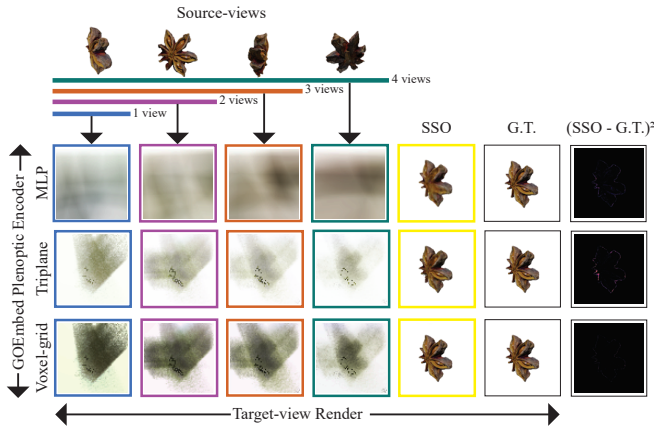 Source-views
4 views
3 views
2 views
1 view
SSO
G.T.
(SSO - G.T.)²
GOEmbed Plenoptic Encoder
MLP
Triplane
Voxel-grid
Target-view Render